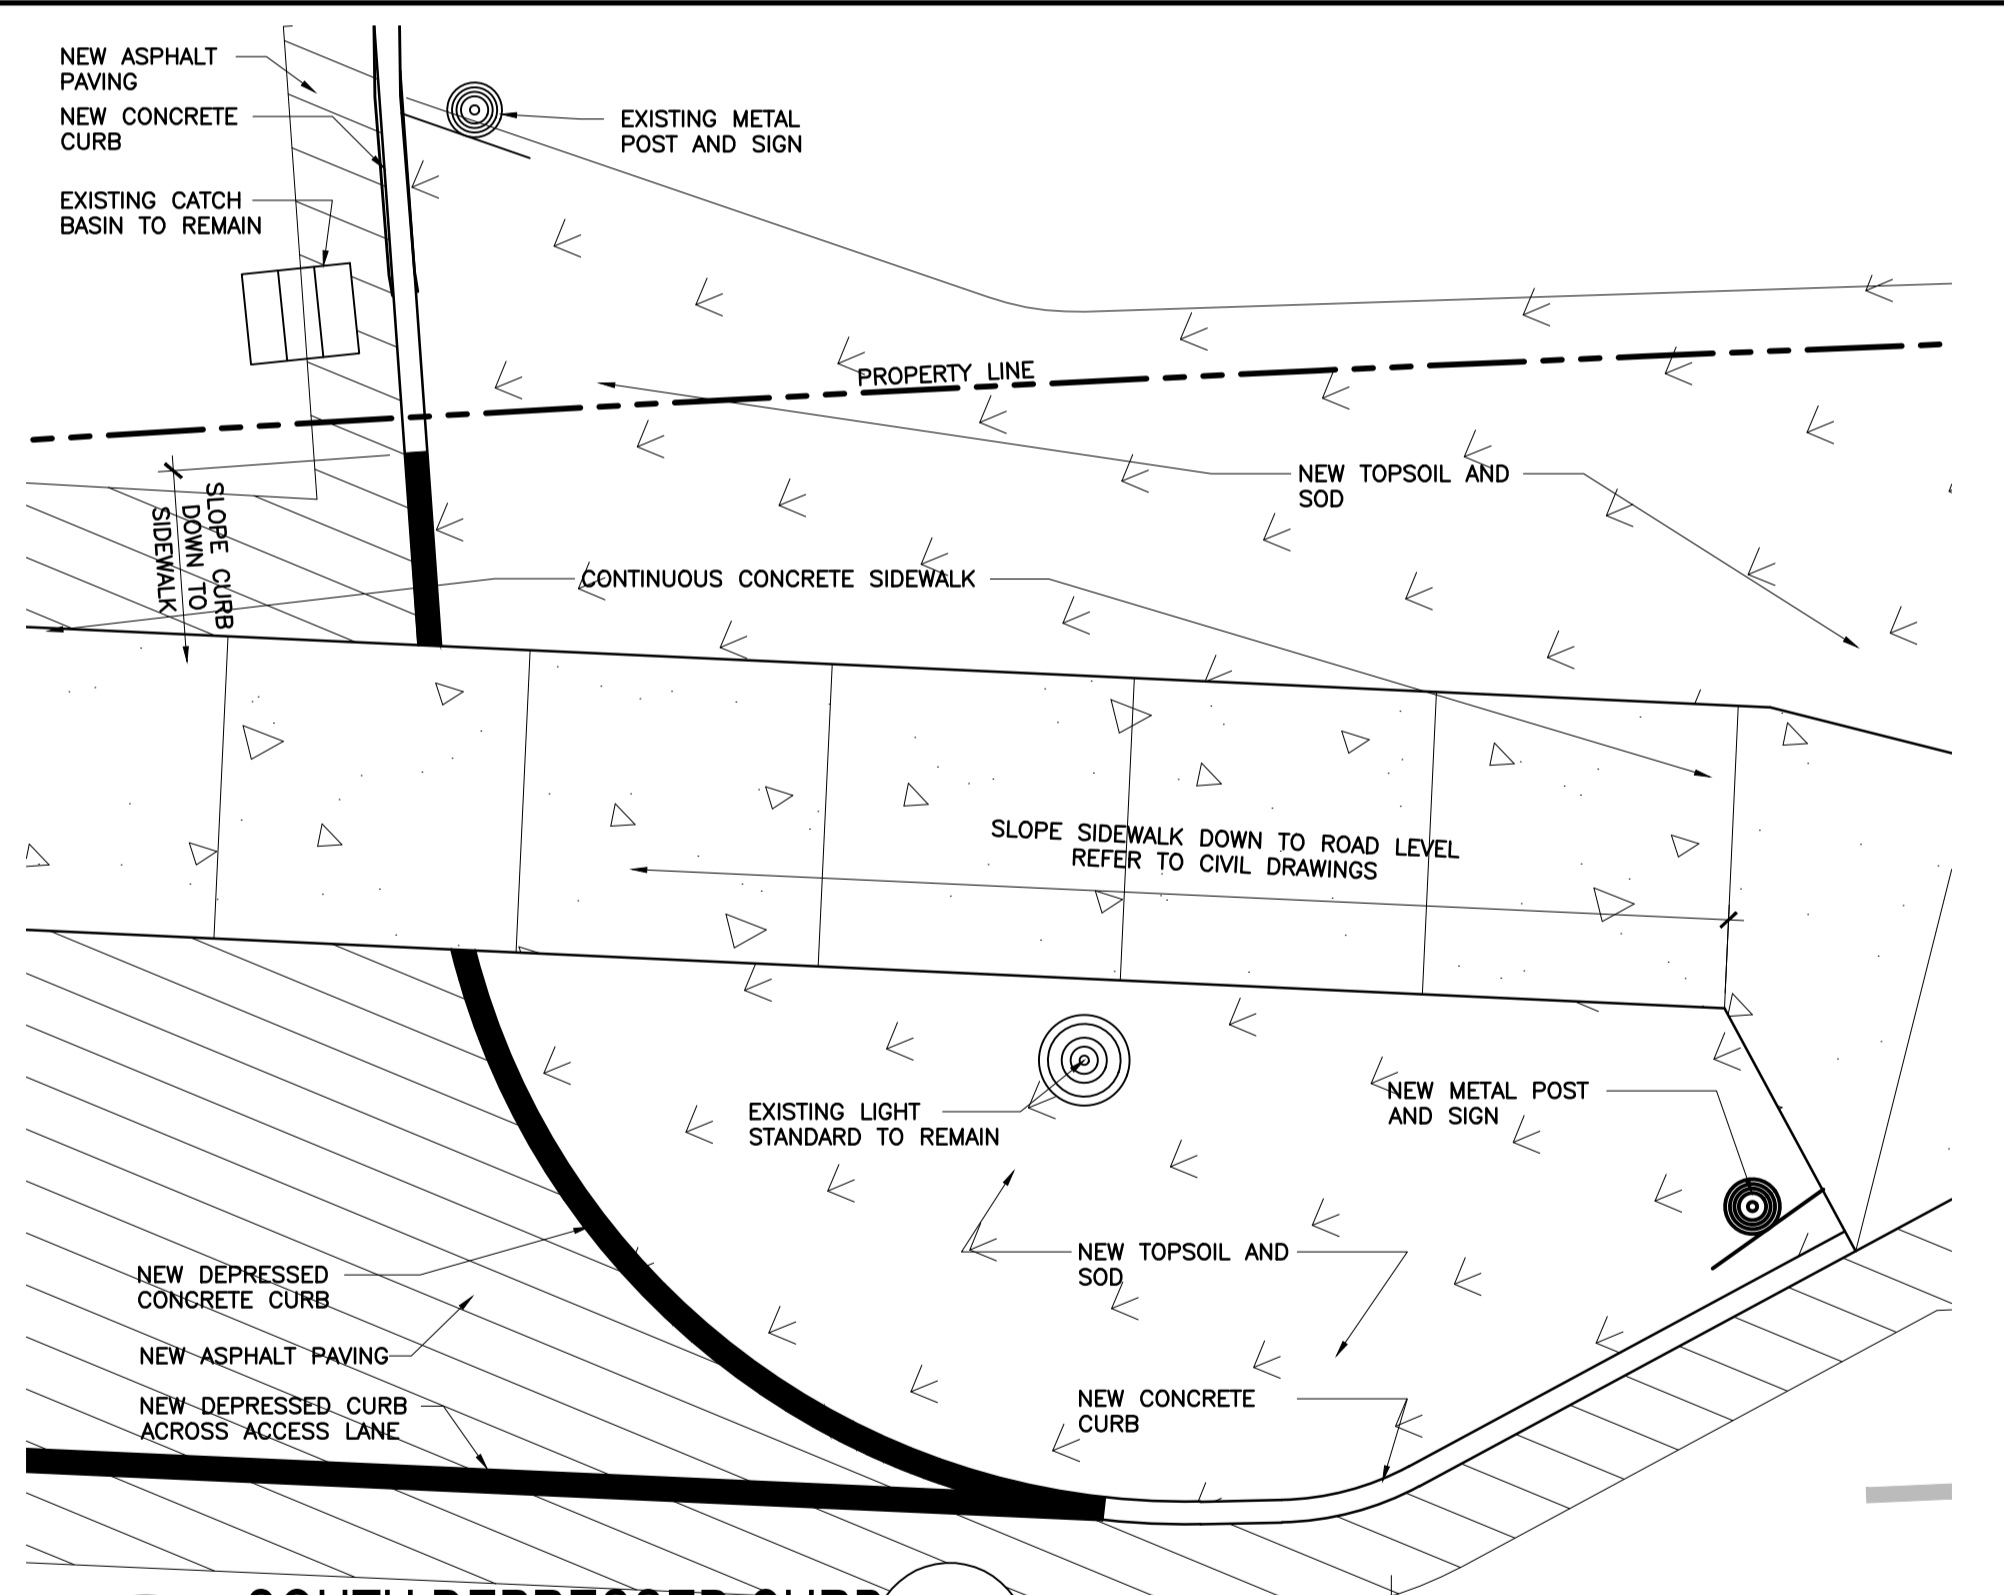 NEW ASPHALT
PAVING
NEW CONCRETE
CURB
EXISTING CATCH
BASIN TO REMAIN
EXISTING METAL
POST AND SIGN
PROPERTY LINE
NEW TOPSOIL AND
SOD
SLOPE CURB
DOWN TO
SIDEWALK
CONTINUOUS CONCRETE SIDEWALK
SLOPE SIDEWALK DOWN TO ROAD LEVEL
REFER TO CIVIL DRAWINGS
EXISTING LIGHT
STANDARD TO REMAIN
NEW METAL POST
AND SIGN
NEW TOPSOIL AND
SOD
NEW DEPRESSED
CONCRETE CURB
NEW ASPHALT PAVING
NEW DEPRESSED CURB
ACROSS ACCESS LANE
NEW CONCRETE
CURB
SOUTH DEPRESSED CURB